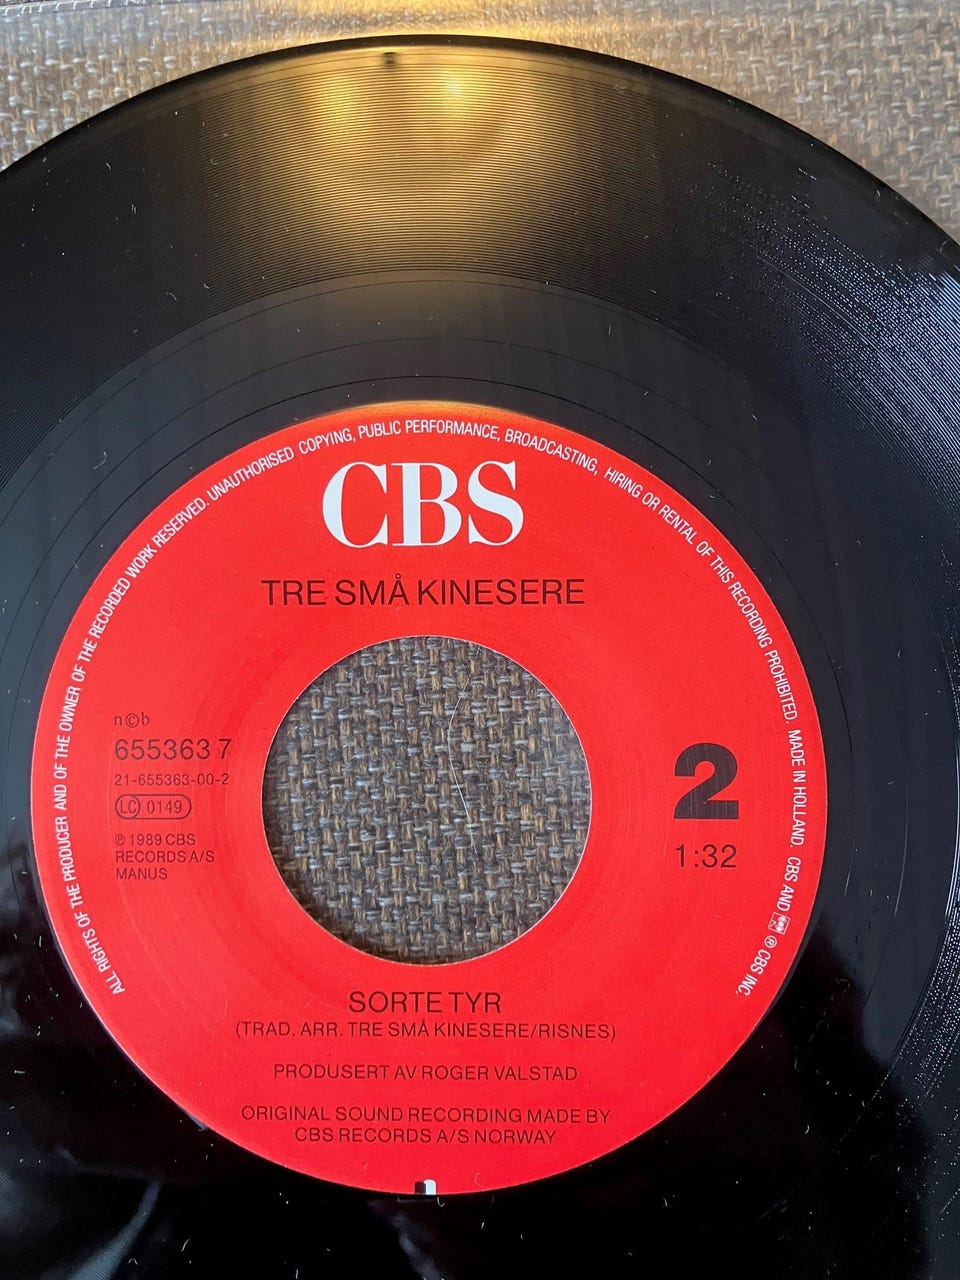 ALL RIGHTS OF THE PRODUCER AND OF THE OWNER OF THE RECORDED WORK RESERVED. UNAUTHORISED COPYING, PUBLIC PERFORMANCE, BROADCASTING, HIRING OR RENTAL OF THIS RECORDING PROHIBITED. MADE IN HOLLAND. CBS AND ® CBS INC.
CBS
TRE SMÅ KINESERE
n©b
655363 7
21-655363-00-2
LC 0149
℗ 1989 CBS
RECORDS A/S
MANUS
2
1:32
SORTE TYR
(TRAD. ARR. TRE SMÅ KINESERE/RISNES)
PRODUSERT AV ROGER VALSTAD
ORIGINAL SOUND RECORDING MADE BY
CBS RECORDS A/S NORWAY